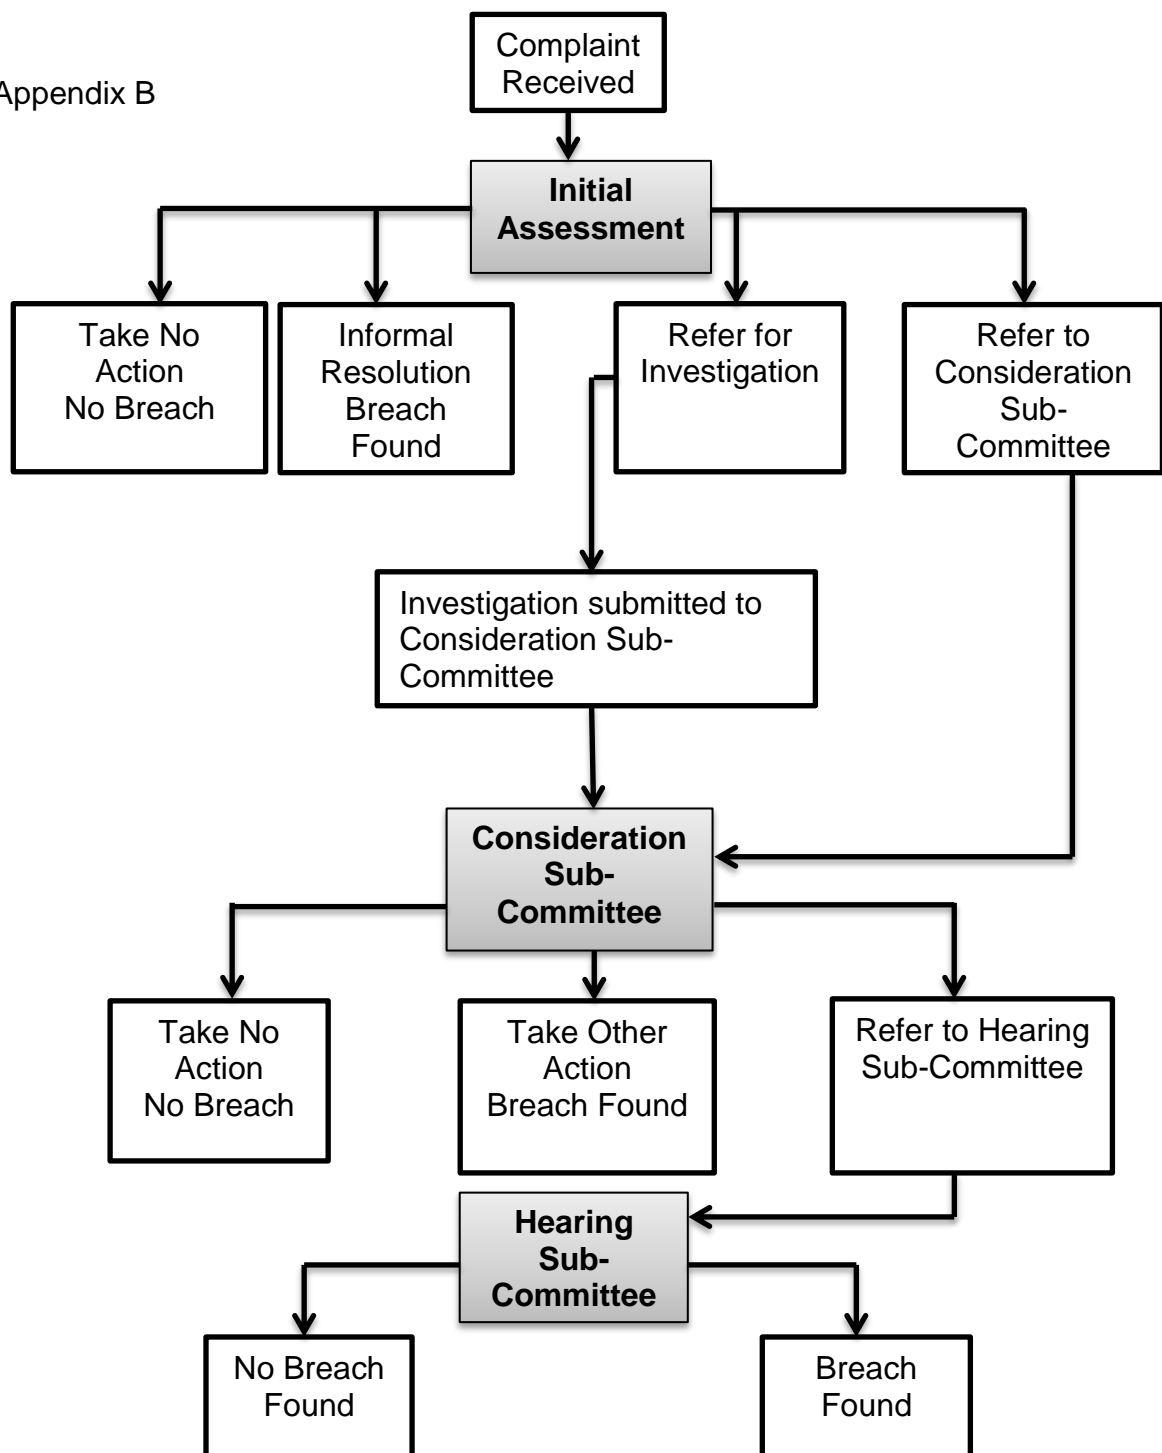 Complaint
Received
Appendix B
Initial
Assessment
Take No
Action
No Breach
Informal
Resolution
Breach
Found
Refer for
Investigation
Refer to
Consideration
Sub-
Committee
Investigation submitted to
Consideration Sub-
Committee
Consideration
Sub-
Committee
Take No
Action
No Breach
Take Other
Action
Breach Found
Refer to Hearing
Sub-Committee
Hearing
Sub-
Committee
No Breach
Found
Breach
Found